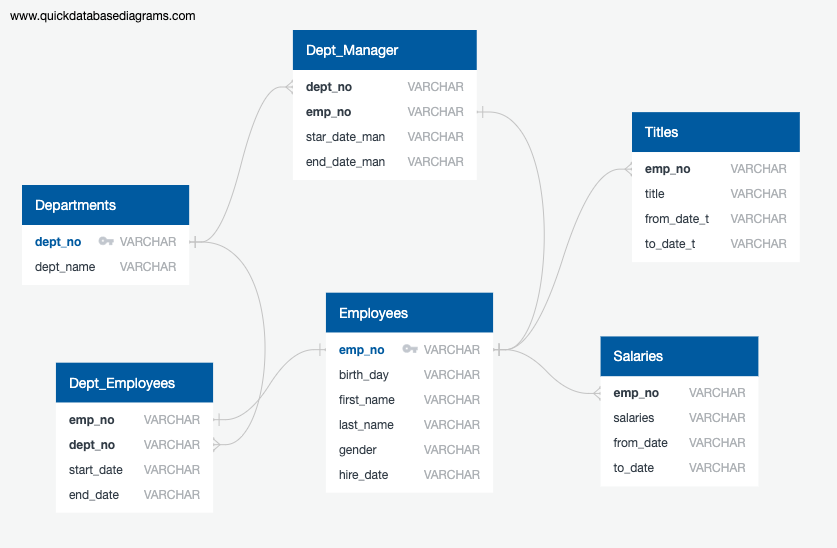 www.quickdatabasediagrams.com
Dept_Manager
dept_no VARCHAR
emp_no VARCHAR
star_date_man VARCHAR
end_date_man VARCHAR
Titles
emp_no VARCHAR
title VARCHAR
from_date_t VARCHAR
to_date_t VARCHAR
Departments
dept_no VARCHAR
dept_name VARCHAR
Employees
emp_no VARCHAR
birth_day VARCHAR
first_name VARCHAR
last_name VARCHAR
gender VARCHAR
hire_date VARCHAR
Salaries
emp_no VARCHAR
salaries VARCHAR
from_date VARCHAR
to_date VARCHAR
Dept_Employees
emp_no VARCHAR
dept_no VARCHAR
start_date VARCHAR
end_date VARCHAR